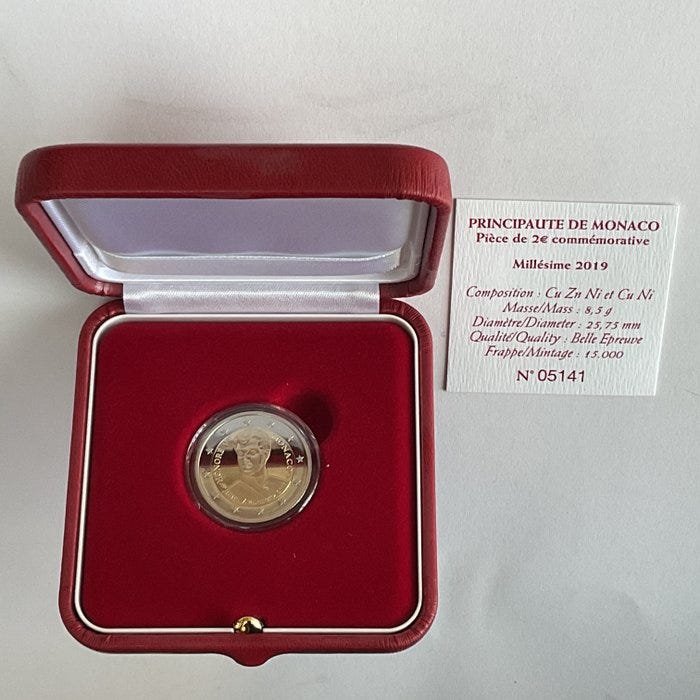 PRINCIPAUTE DE MONACO
Pièce de 2€ commémorative
Millésime 2019
Composition : Cu Zn Ni et Cu Ni
Masse/Mass : 8,5 g
Diamètre/Diameter : 25,75 mm
Qualité/Quality : Belle Epreuve
Frappe/Mintage : 15.000
N° 05141
MONACO